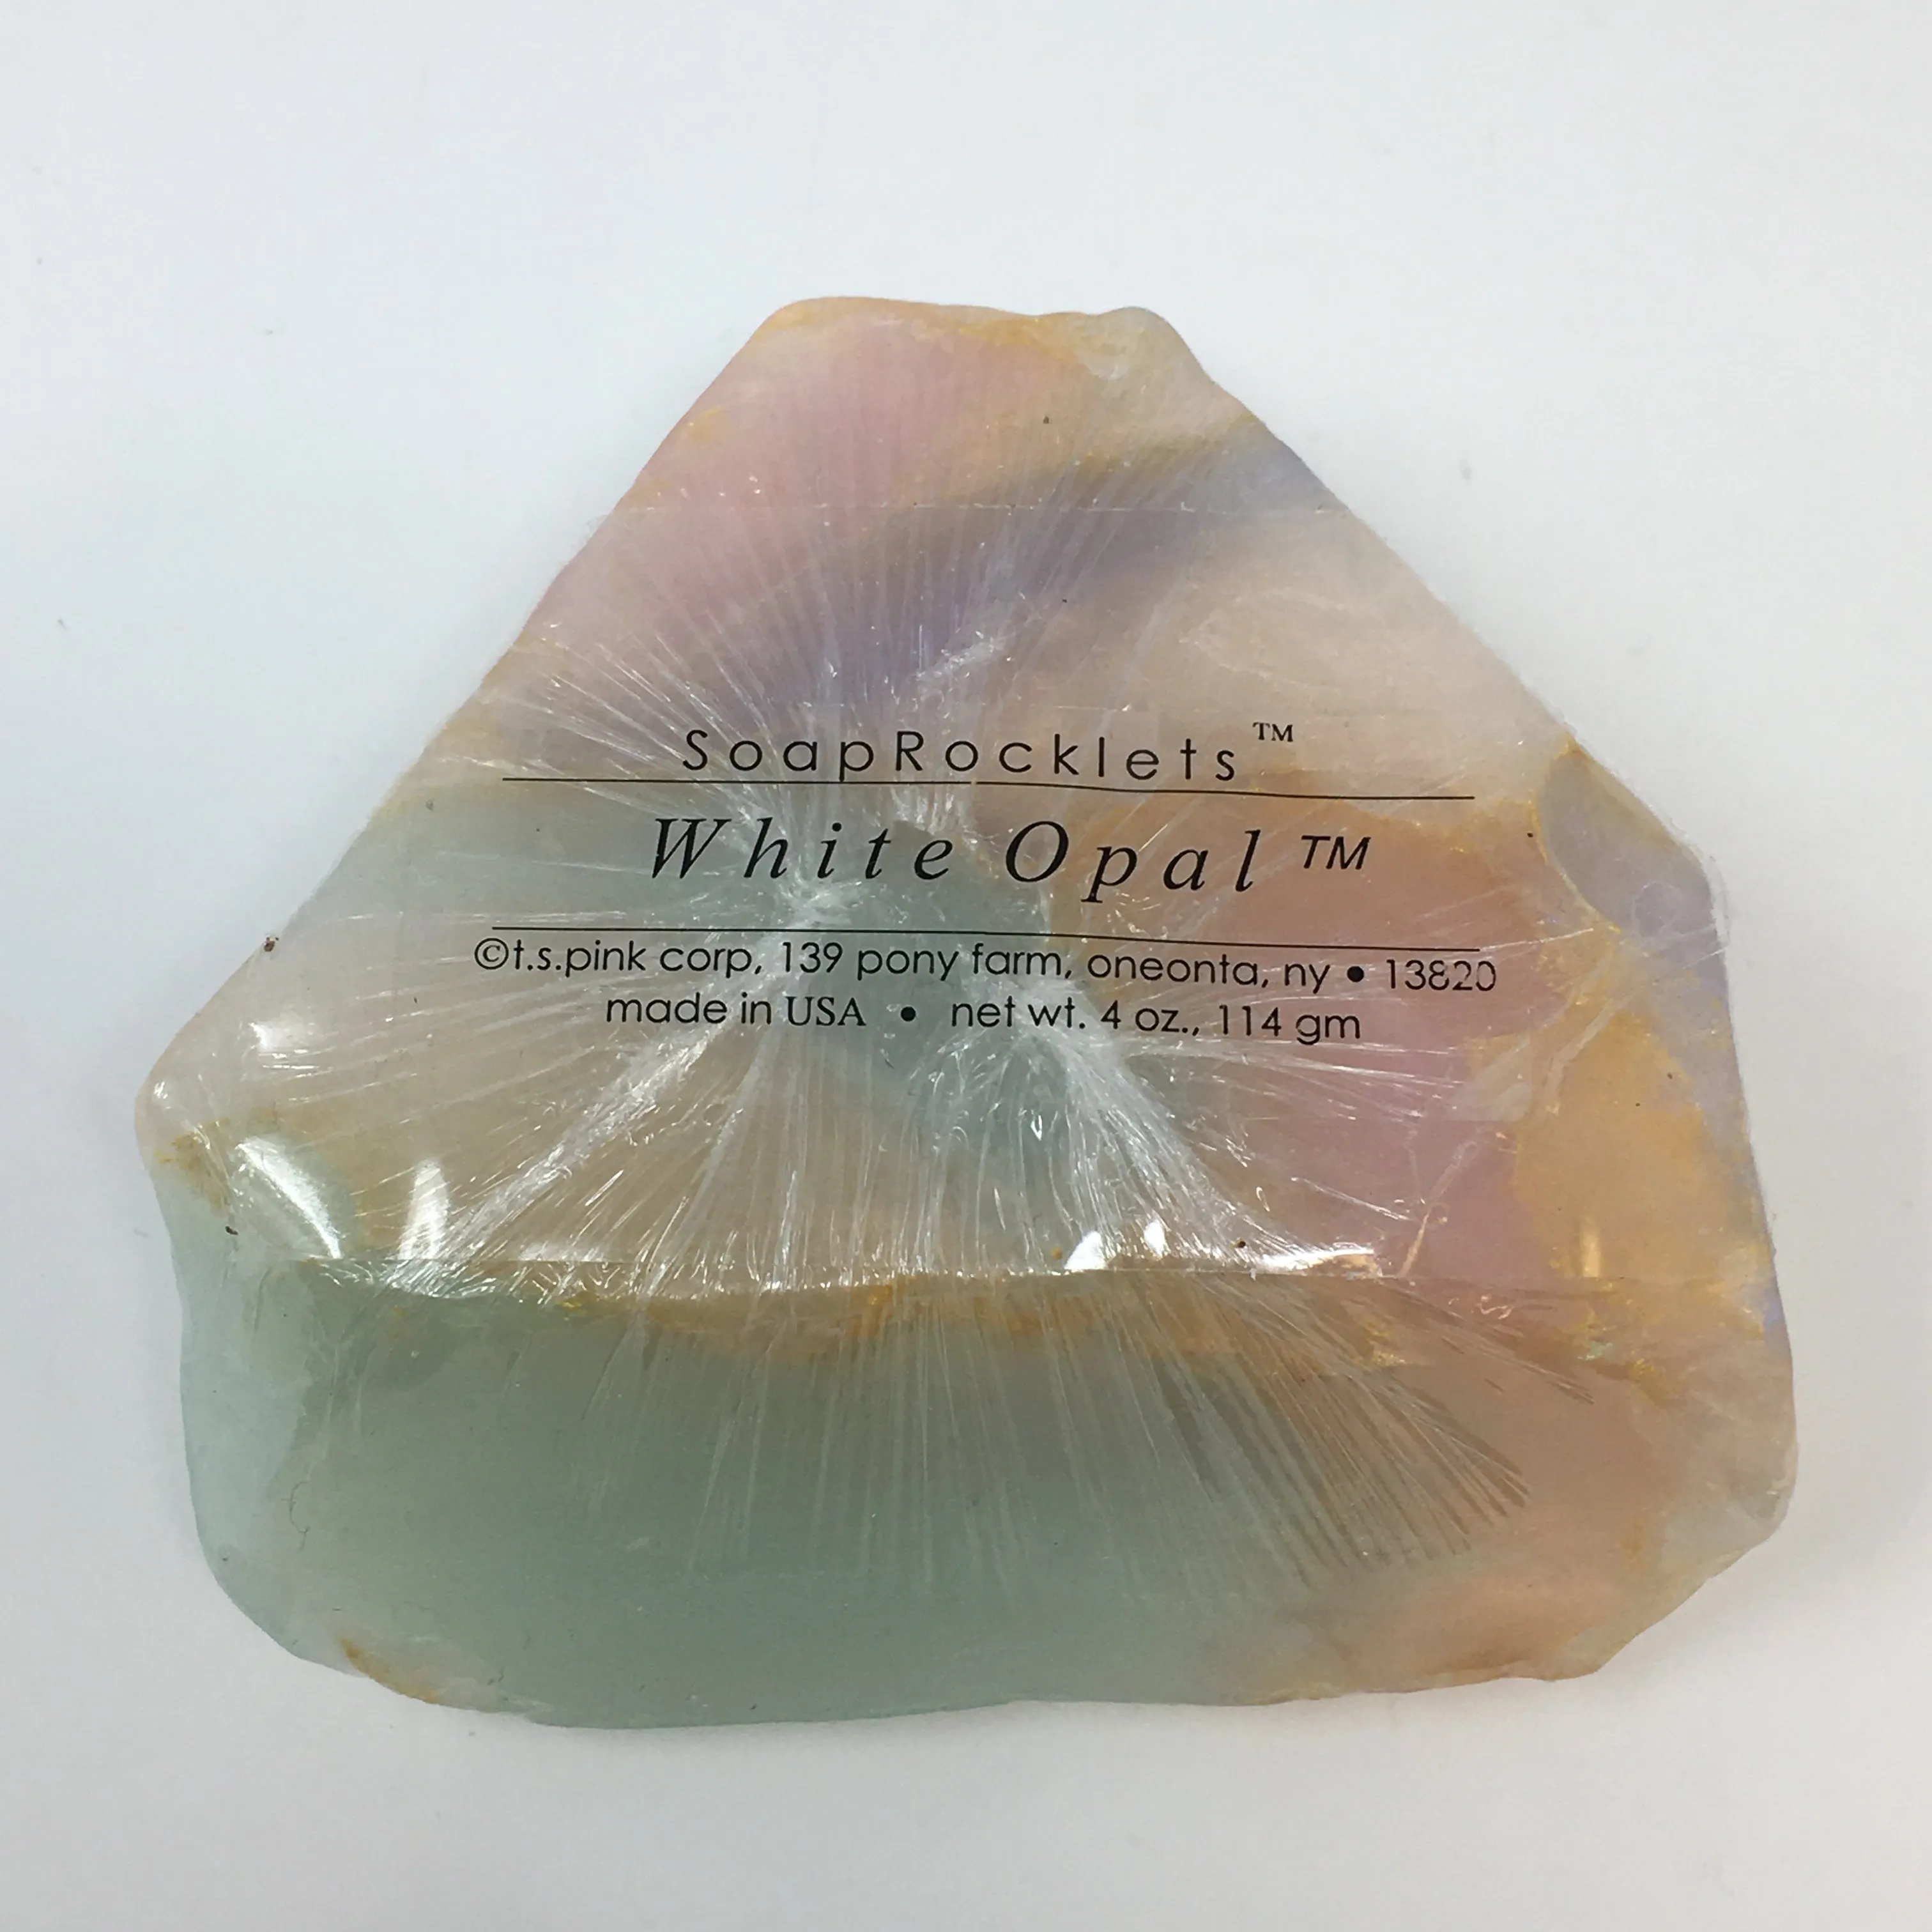 SoapRocklets™
White Opal™
©t.s.pink corp, 139 pony farm, oneonta, ny • 13820
made in USA • net wt. 4 oz., 114 gm